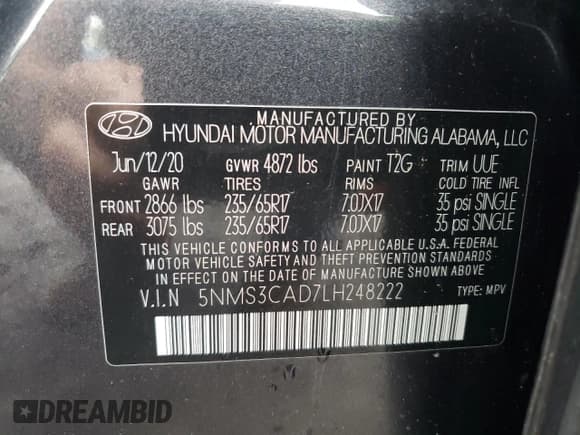 MANUFACTURED BY
HYUNDAI MOTOR MANUFACTURING ALABAMA, LLC
Jun/12/20 GVWR 4872 lbs PAINT T2G TRIM UUE
GAWR TIRES RIMS COLD TIRE INFL
FRONT 2866 lbs 235/65R17 7.0JX17 35 psi SINGLE
REAR 3075 lbs 235/65R17 7.0JX17 35 psi SINGLE
THIS VEHICLE CONFORMS TO ALL APPLICABLE U.S.A. FEDERAL
MOTOR VEHICLE SAFETY AND THEFT PREVENTION STANDARDS
IN EFFECT ON THE DATE OF MANUFACTURE SHOWN ABOVE.
V.I.N 5NMS3CAD7LH248222 TYPE: MPV
DREAMBID